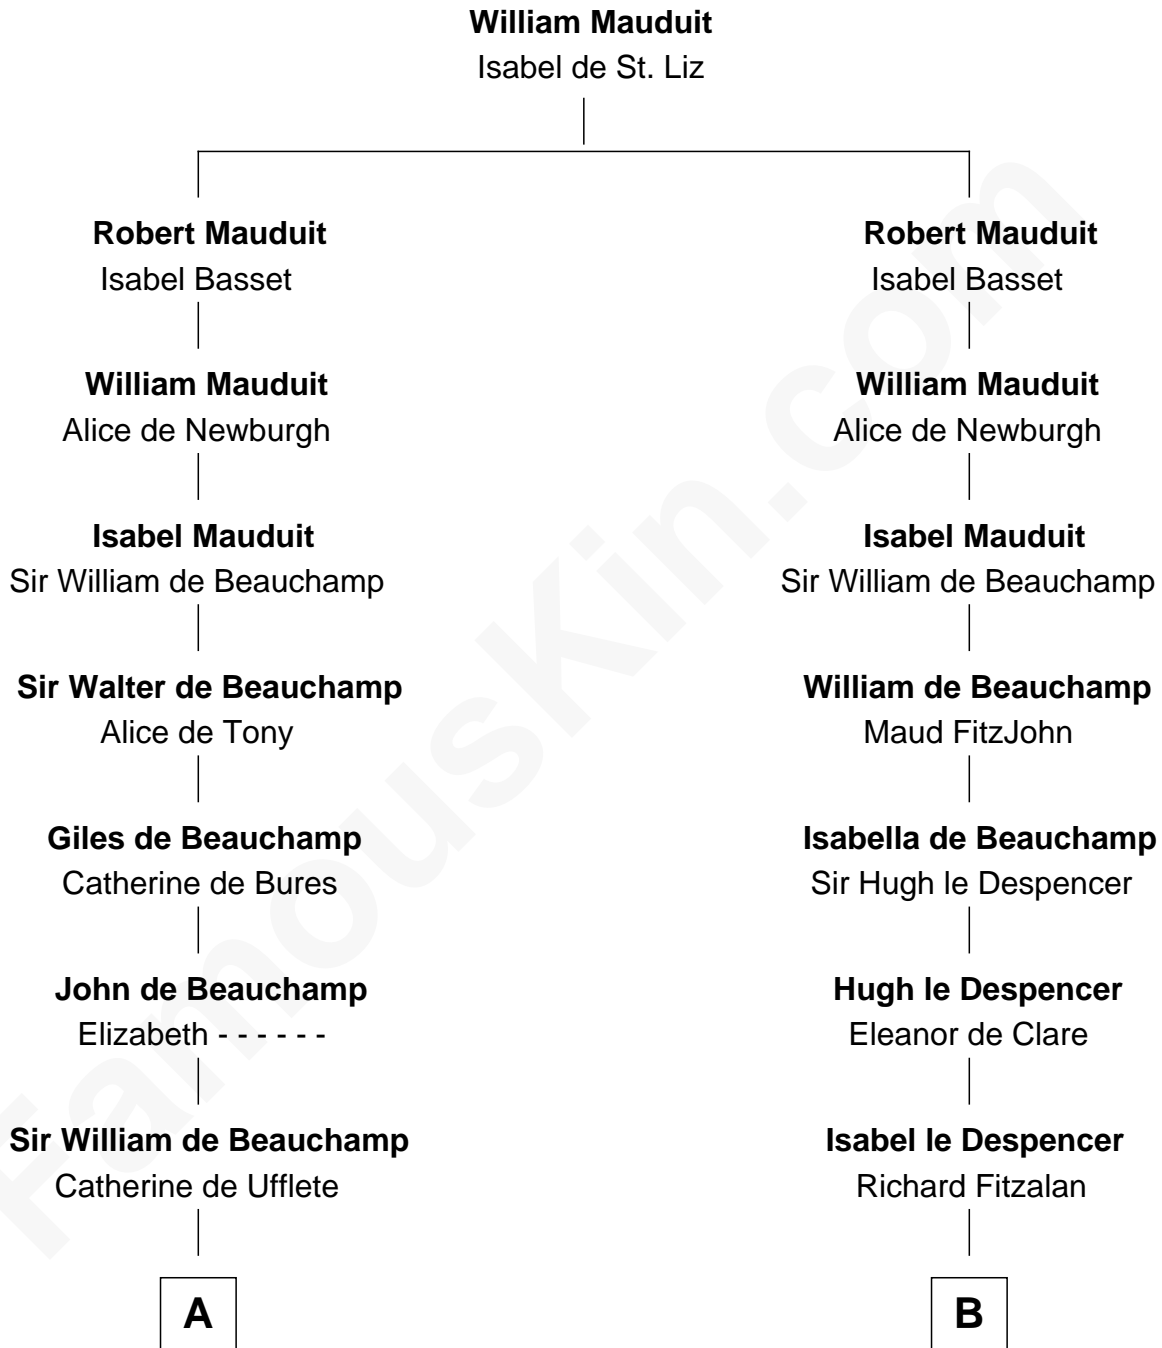 William Mauduit
Isabel de St. Liz
Robert Mauduit
Isabel Basset
William Mauduit
Alice de Newburgh
Isabel Mauduit
Sir William de Beauchamp
Sir Walter de Beauchamp
Alice de Tony
Giles de Beauchamp
Catherine de Bures
John de Beauchamp
Elizabeth - - - - - -
Sir William de Beauchamp
Catherine de Ufflete
A
Robert Mauduit
Isabel Basset
William Mauduit
Alice de Newburgh
Isabel Mauduit
Sir William de Beauchamp
William de Beauchamp
Maud FitzJohn
Isabella de Beauchamp
Sir Hugh le Despencer
Hugh le Despencer
Eleanor de Clare
Isabel le Despencer
Richard Fitzalan
B
FamousKin.com